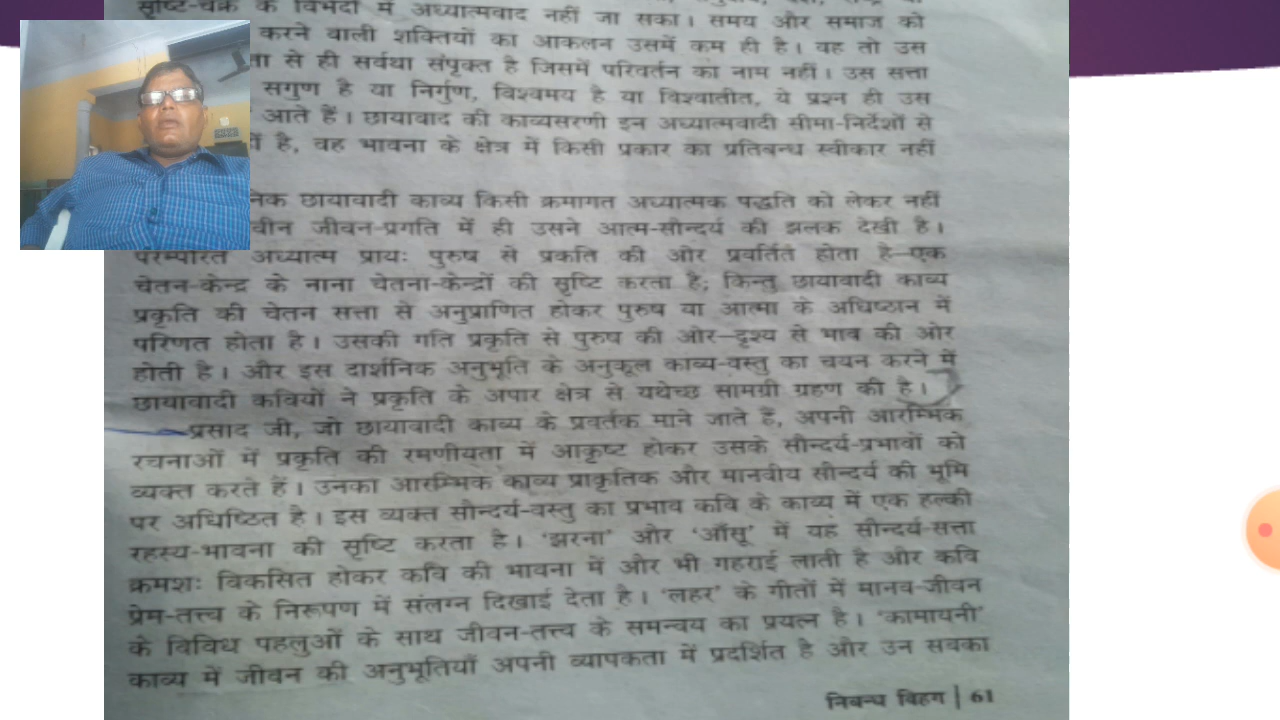 सृष्टि-चक्र के विभेदों में अध्यात्मवाद नहीं जा सका। समय और समाज को
करने वाली शक्तियों का आकलन उसमें कम ही है। यह तो उस
से ही सर्वथा संपृक्त है जिसमें परिवर्तन का नाम नहीं। उस सत्ता
सगुण है या निर्गुण, विश्वमय है या विश्वातीत, ये प्रश्न ही उस
आते हैं। छायावाद की काव्यसरणी इन अध्यात्मवादी सीमा-निर्देशों से
है, वह भावना के क्षेत्र में किसी प्रकार का प्रतिबन्ध स्वीकार नहीं
छायावादी काव्य किसी क्रमागत अध्यात्मक पद्धति को लेकर नहीं
जीवन-प्रगति में ही उसने आत्म-सौन्दर्य की झलक देखी है।
परम्परित अध्यात्म प्रायः पुरुष से प्रकति की ओर प्रवर्तित होता है—एक
चेतन-केन्द्र के नाना चेतना-केन्द्रों की सृष्टि करता है; किन्तु छायावादी काव्य
प्रकृति की चेतन सत्ता से अनुप्राणित होकर पुरुष या आत्मा के अधिष्ठान में
परिणत होता है। उसकी गति प्रकृति से पुरुष की ओर—दृश्य से भाव की ओर
होती है। और इस दार्शनिक अनुभूति के अनुकूल काव्य-वस्तु का चयन करने में
छायावादी कवियों ने प्रकृति के अपार क्षेत्र से यथेच्छ सामग्री ग्रहण की है।
प्रसाद जी, जो छायावादी काव्य के प्रवर्तक माने जाते हैं, अपनी आरम्भिक
रचनाओं में प्रकृति की रमणीयता में आकृष्ट होकर उसके सौन्दर्य-प्रभावों को
व्यक्त करते हैं। उनका आरम्भिक काव्य प्राकृतिक और मानवीय सौन्दर्य की भूमि
पर अधिष्ठित है। इस व्यक्त सौन्दर्य-वस्तु का प्रभाव कवि के काव्य में एक हल्की
रहस्य-भावना की सृष्टि करता है। 'झरना' और 'आँसू' में यह सौन्दर्य-सत्ता
क्रमशः विकसित होकर कवि की भावना में और भी गहराई लाती है और कवि
प्रेम-तत्त्व के निरूपण में संलग्न दिखाई देता है। 'लहर' के गीतों में मानव-जीवन
के विविध पहलुओं के साथ जीवन-तत्त्व के समन्वय का प्रयत्न है। 'कामायनी'
काव्य में जीवन की अनुभूतियाँ अपनी व्यापकता में प्रदर्शित है और उन सबका
निबन्ध विहग | 61